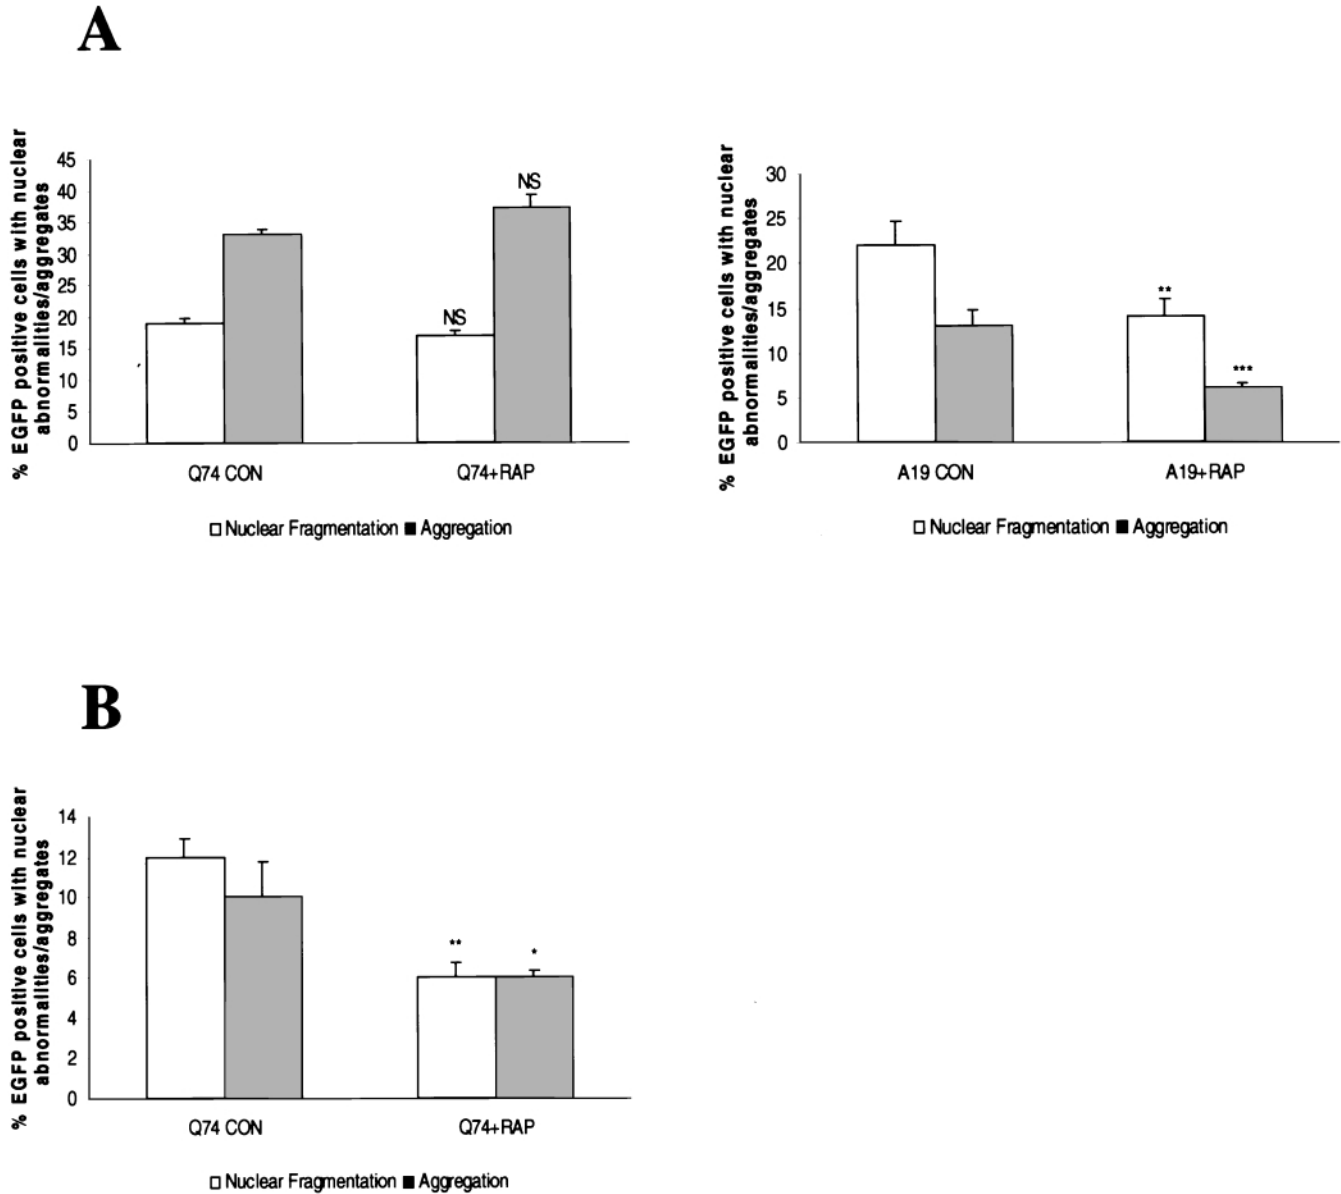 A
% EGFP positive cells with nuclear
abnormalities/aggregates
45
40
35
30
25
20
15
10
5
0
NS
NS
Q74 CON
Q74+RAP
Nuclear Fragmentation
Aggregation
% EGFP positive cells with nuclear
abnormalities/aggregates
30
25
20
15
10
5
0
**
***
A19 CON
A19+RAP
Nuclear Fragmentation
Aggregation
B
% EGFP positive cells with nuclear
abnormalities/aggregates
14
12
10
8
6
4
2
0
**
*
Q74 CON
Q74+RAP
Nuclear Fragmentation
Aggregation